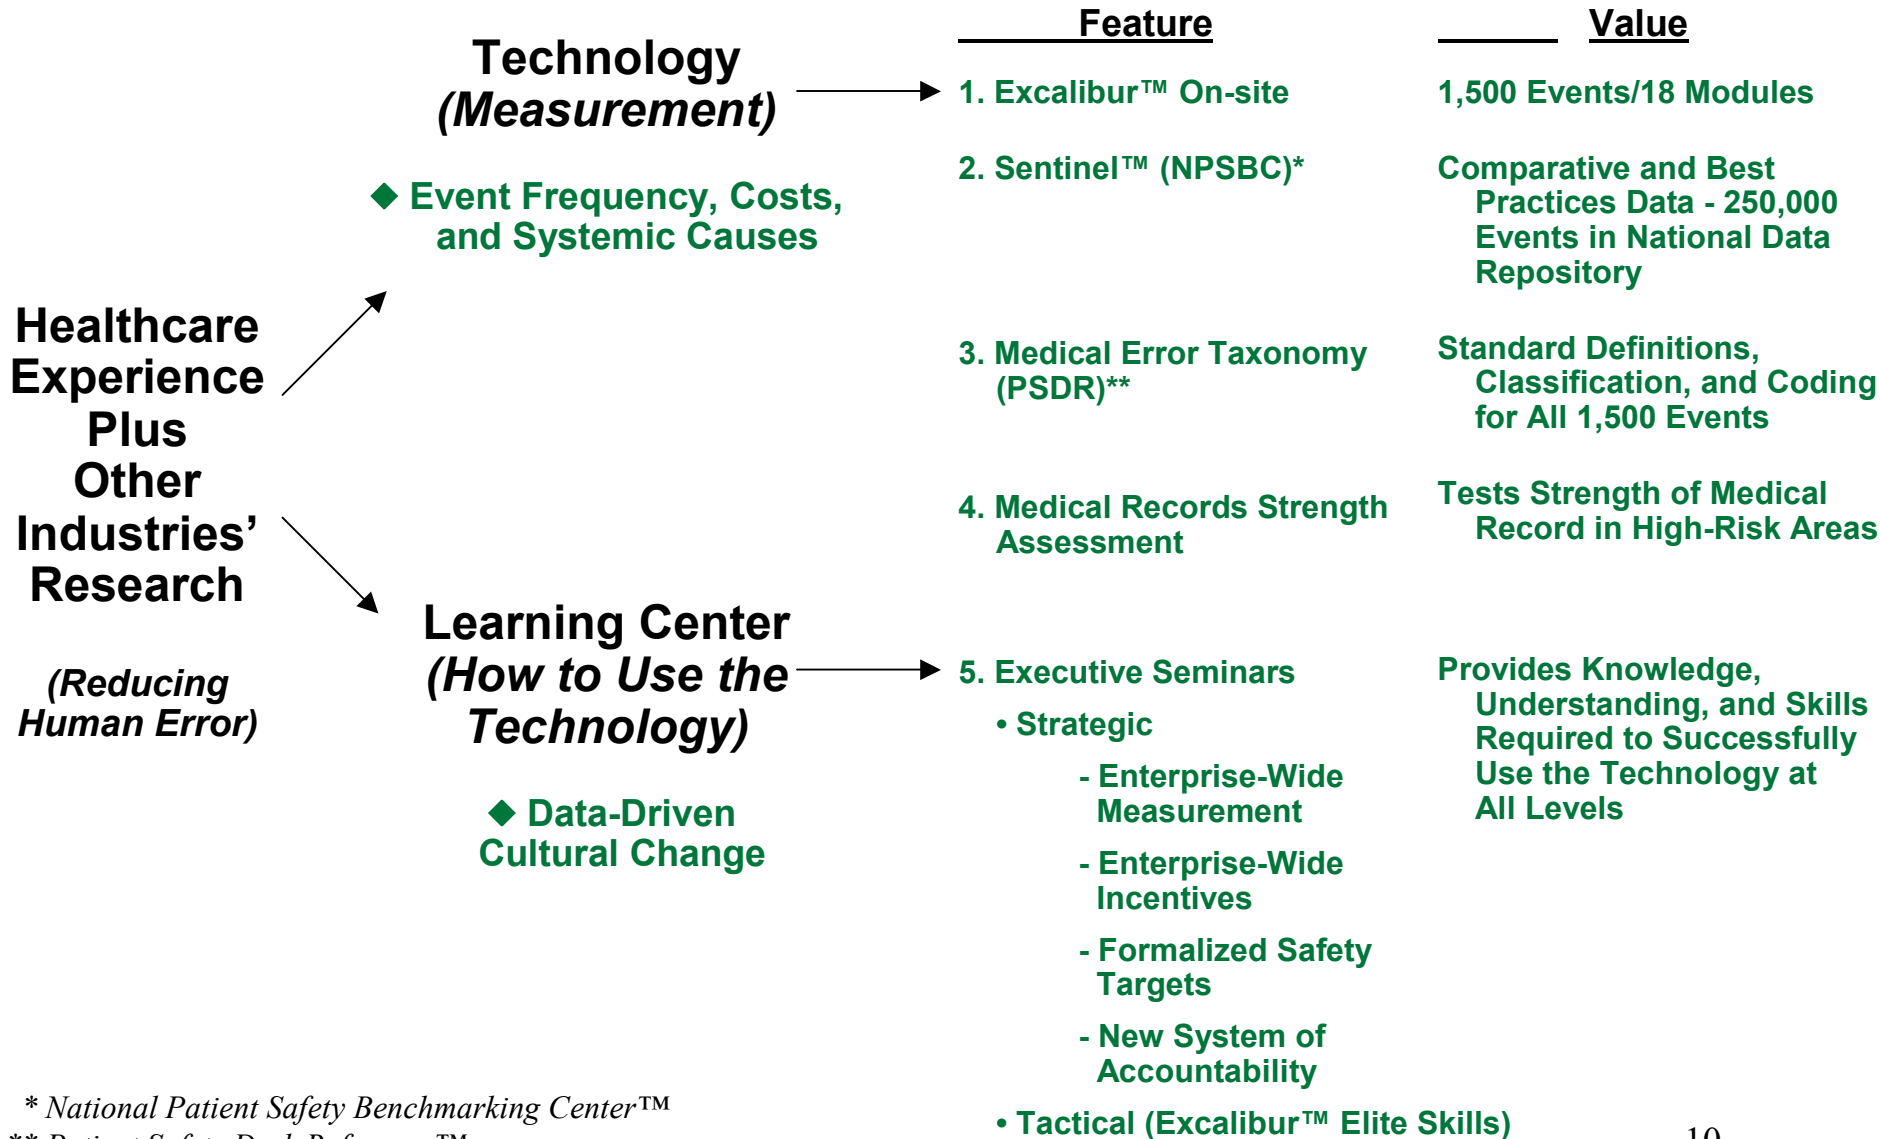 Healthcare
Experience
Plus
Other
Industries’
Research
(Reducing
Human Error)
Technology
(Measurement)
◆ Event Frequency, Costs,
and Systemic Causes
Learning Center
(How to Use the
Technology)
◆ Data-Driven
Cultural Change
Feature
Value
1. Excalibur™ On-site
1,500 Events/18 Modules
2. Sentinel™ (NPSBC)*
Comparative and Best
Practices Data - 250,000
Events in National Data
Repository
3. Medical Error Taxonomy
(PSDR)**
Standard Definitions,
Classification, and Coding
for All 1,500 Events
4. Medical Records Strength
Assessment
Tests Strength of Medical
Record in High-Risk Areas
5. Executive Seminars
• Strategic
- Enterprise-Wide
Measurement
- Enterprise-Wide
Incentives
- Formalized Safety
Targets
- New System of
Accountability
• Tactical (Excalibur™ Elite Skills)
Provides Knowledge,
Understanding, and Skills
Required to Successfully
Use the Technology at
All Levels
* National Patient Safety Benchmarking Center™
** Patient Safety Desk Reference™
10